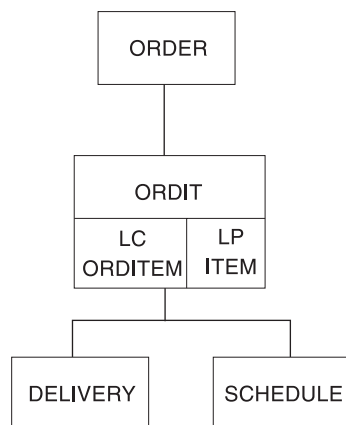 ORDER
ORDIT
LC
ORDITEM
LP
ITEM
DELIVERY
SCHEDULE